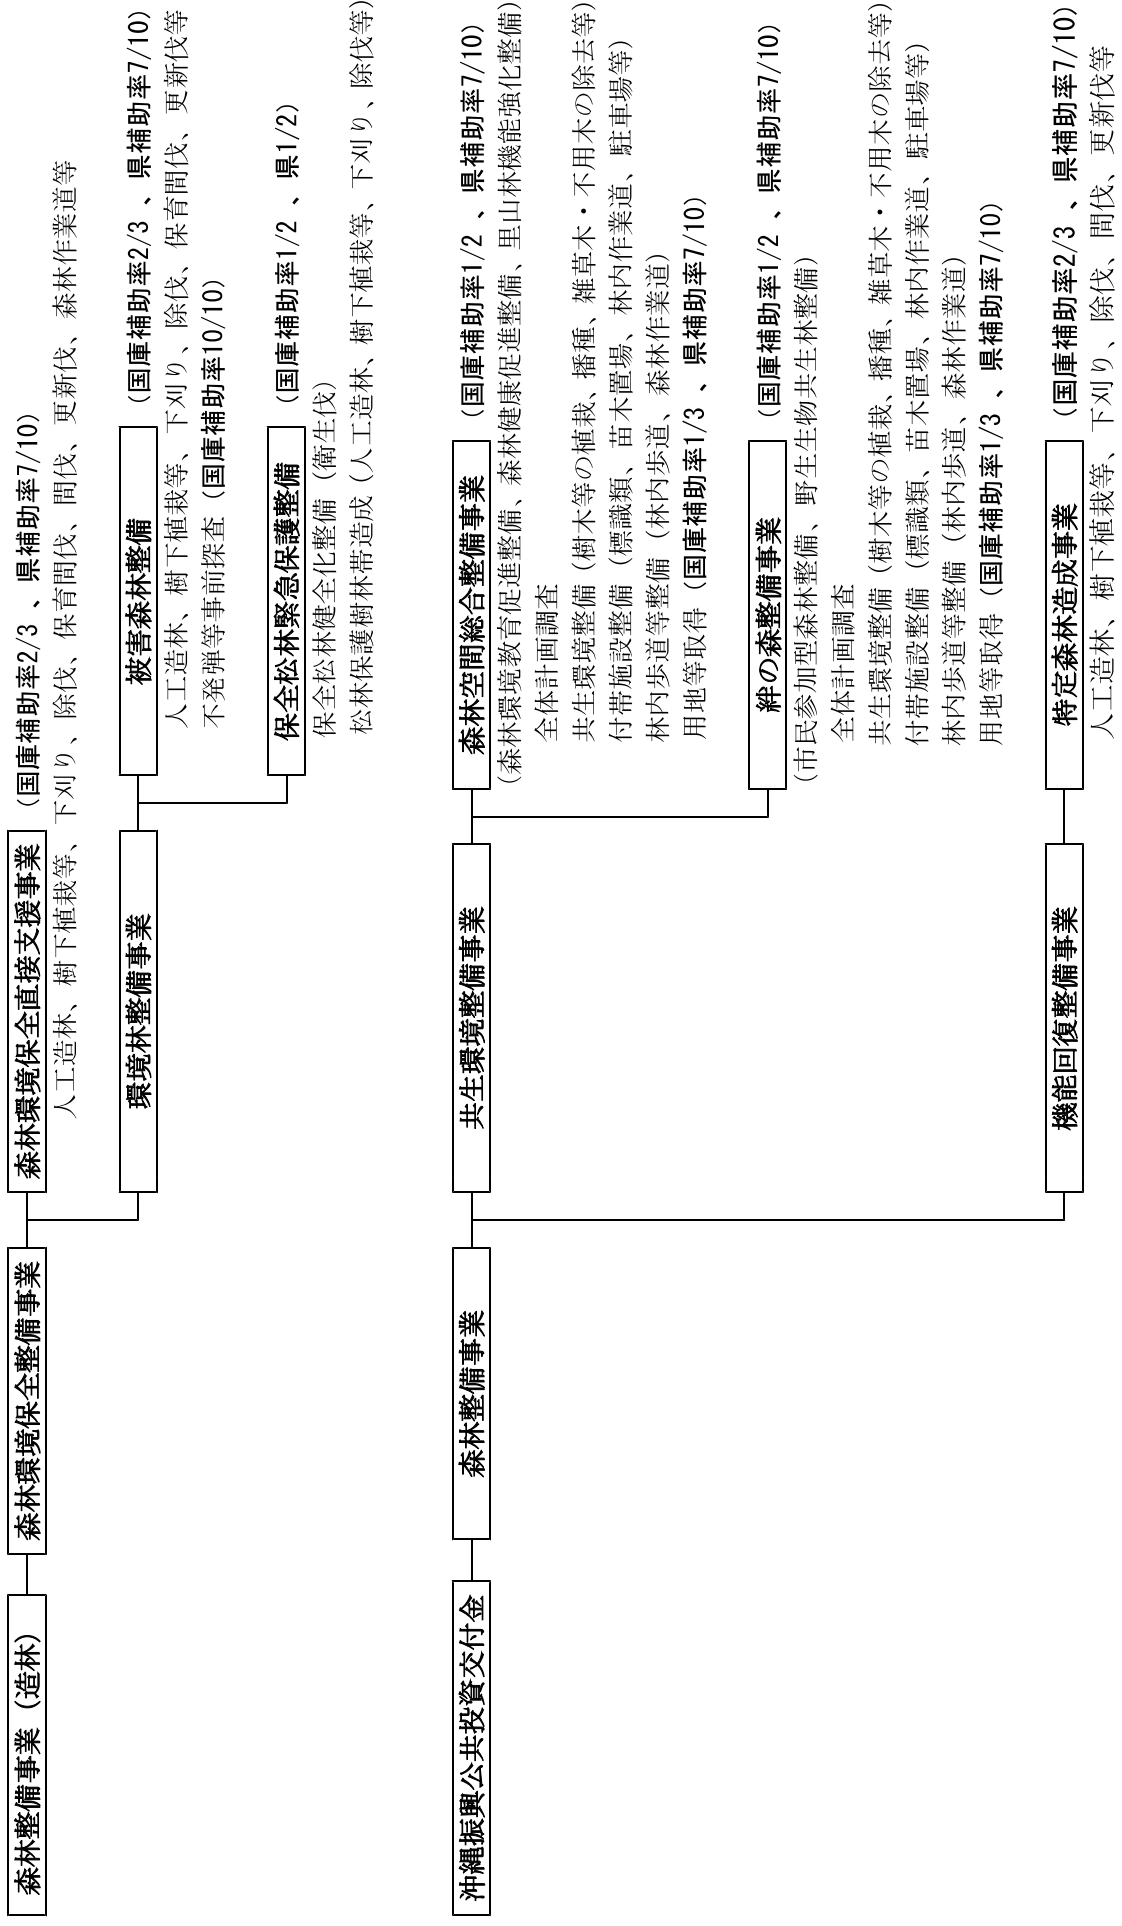 森林整備事業（造林）
森林環境保全整備事業
森林環境保全直接支援事業
（国庫補助率2/3 、県補助率7/10）
人工造林、樹下植栽等、下刈り、除伐、保育間伐、間伐、更新伐、森林作業道等
環境林整備事業
被害森林整備
（国庫補助率2/3 、県補助率7/10）
人工造林、樹下植栽等、下刈り、除伐、保育間伐、更新伐等
不発弾等事前探査（国庫補助率10/10）
保全松林緊急保護整備
（国庫補助率1/2 、県1/2）
保全松林健全化整備（衛生伐）
松林保護樹林帯造成（人工造林、樹下植栽等、下刈り、除伐等）
沖縄振興公共投資交付金
森林整備事業
共生環境整備事業
森林空間総合整備事業
（国庫補助率1/2 、県補助率7/10）
（森林環境教育促進整備、森林健康促進整備、里山林機能強化整備）
全体計画調査
共生環境整備（樹木等の植栽、播種、雑草木・不用木の除去等）
付帯施設整備（標識類、苗木置場、林内作業道、駐車場等）
林内歩道等整備（林内歩道、森林作業道）
用地等取得（国庫補助率1/3 、県補助率7/10）
絆の森整備事業
（国庫補助率1/2 、県補助率7/10）
（市民参加型森林整備、野生生物共生林整備）
全体計画調査
共生環境整備（樹木等の植栽、播種、雑草木・不用木の除去等）
付帯施設整備（標識類、苗木置場、林内作業道、駐車場等）
林内歩道等整備（林内歩道、森林作業道）
用地等取得（国庫補助率1/3 、県補助率7/10）
機能回復整備事業
特定森林造成事業
（国庫補助率2/3 、県補助率7/10）
人工造林、樹下植栽等、下刈り、除伐、間伐、更新伐等